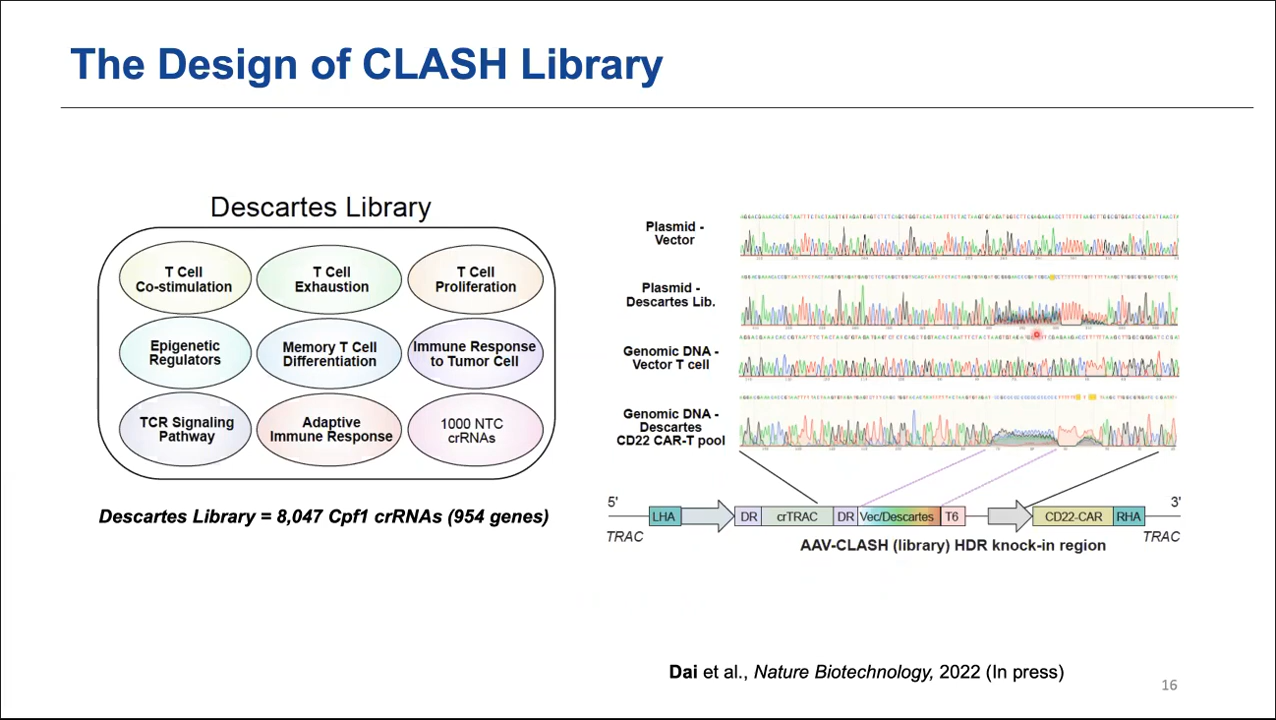 The Design of CLASH Library
Descartes Library
T Cell
Co-stimulation
T Cell
Exhaustion
T Cell
Proliferation
Epigenetic
Regulators
Memory T Cell
Differentiation
Immune Response
to Tumor Cell
TCR Signaling
Pathway
Adaptive
Immune Response
1000 NTC
crRNAs
Descartes Library = 8,047 Cpf1 crRNAs (954 genes)
Plasmid -
Vector
Plasmid -
Descartes Lib.
Genomic DNA -
Vector T cell
Genomic DNA -
Descartes
CD22 CAR-T pool
5' 3'
LHA DR crTRAC DR Vec/Descartes T6 CD22-CAR RHA
TRAC TRAC
AAV-CLASH (library) HDR knock-in region
Dai et al., Nature Biotechnology, 2022 (In press)
16